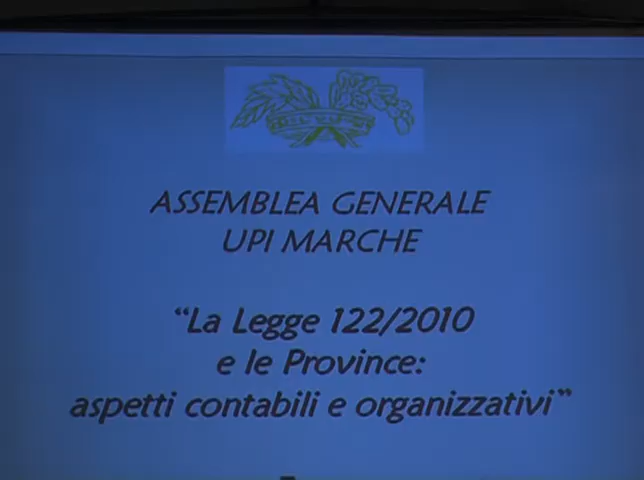 ASSEMBLEA GENERALE
UPI MARCHE
“La Legge 122/2010
e le Province:
aspetti contabili e organizzativi”